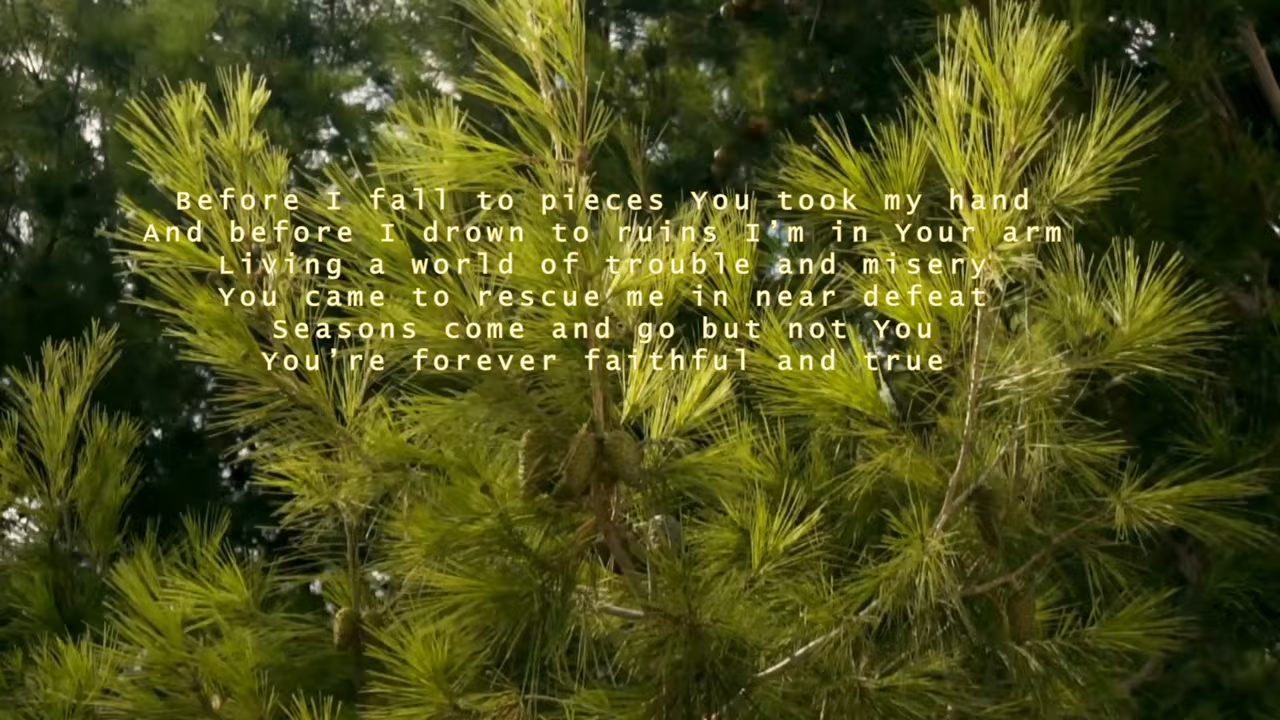 Before I fall to pieces You took my hand
And before I drown to ruins I’m in Your arm
Living a world of trouble and misery
You came to rescue me in near defeat
Seasons come and go but not You
You’re forever faithful and true